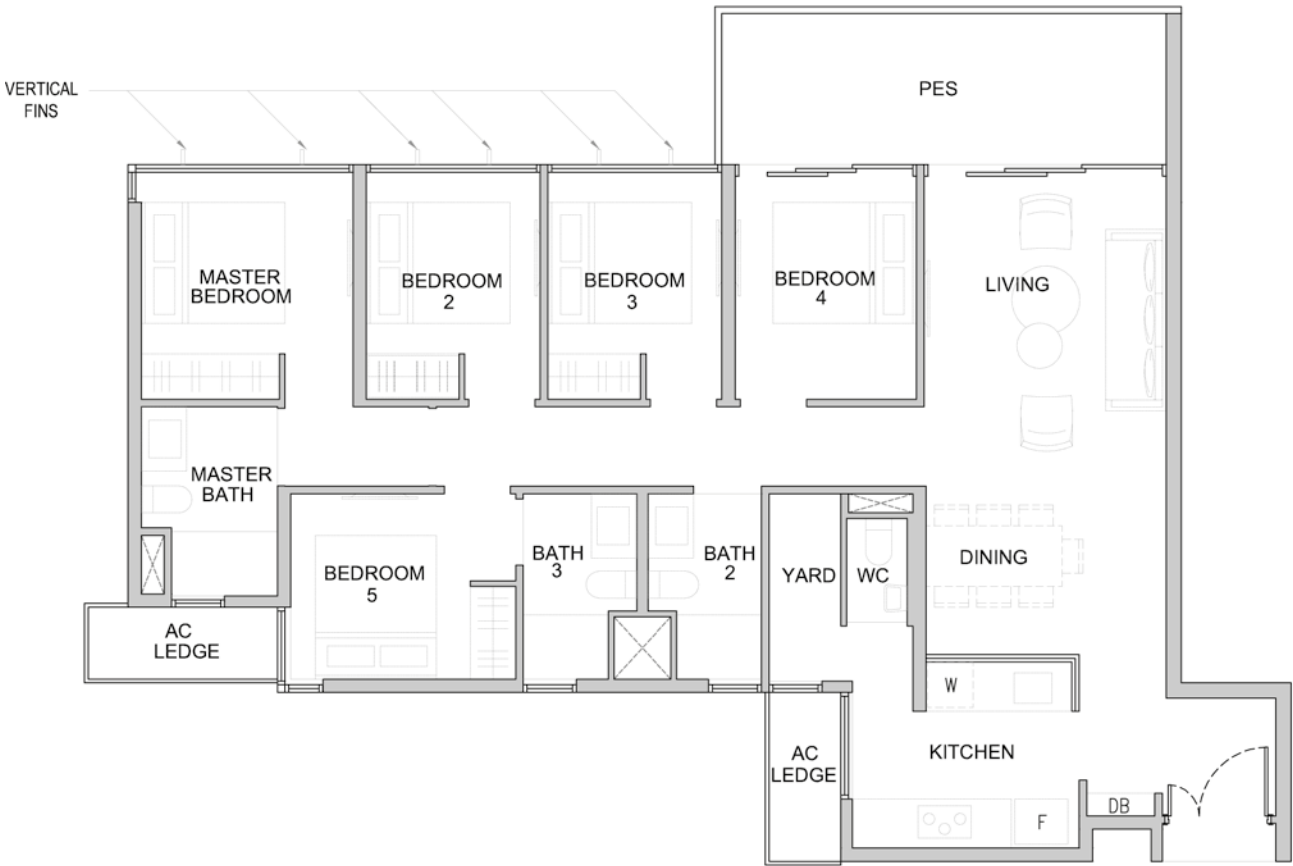 VERTICAL
FINS
PES
MASTER
BEDROOM
BEDROOM
2
BEDROOM
3
BEDROOM
4
LIVING
MASTER
BATH
BEDROOM
5
BATH
3
BATH
2
YARD
WC
DINING
AC
LEDGE
W
AC
LEDGE
KITCHEN
DB
F